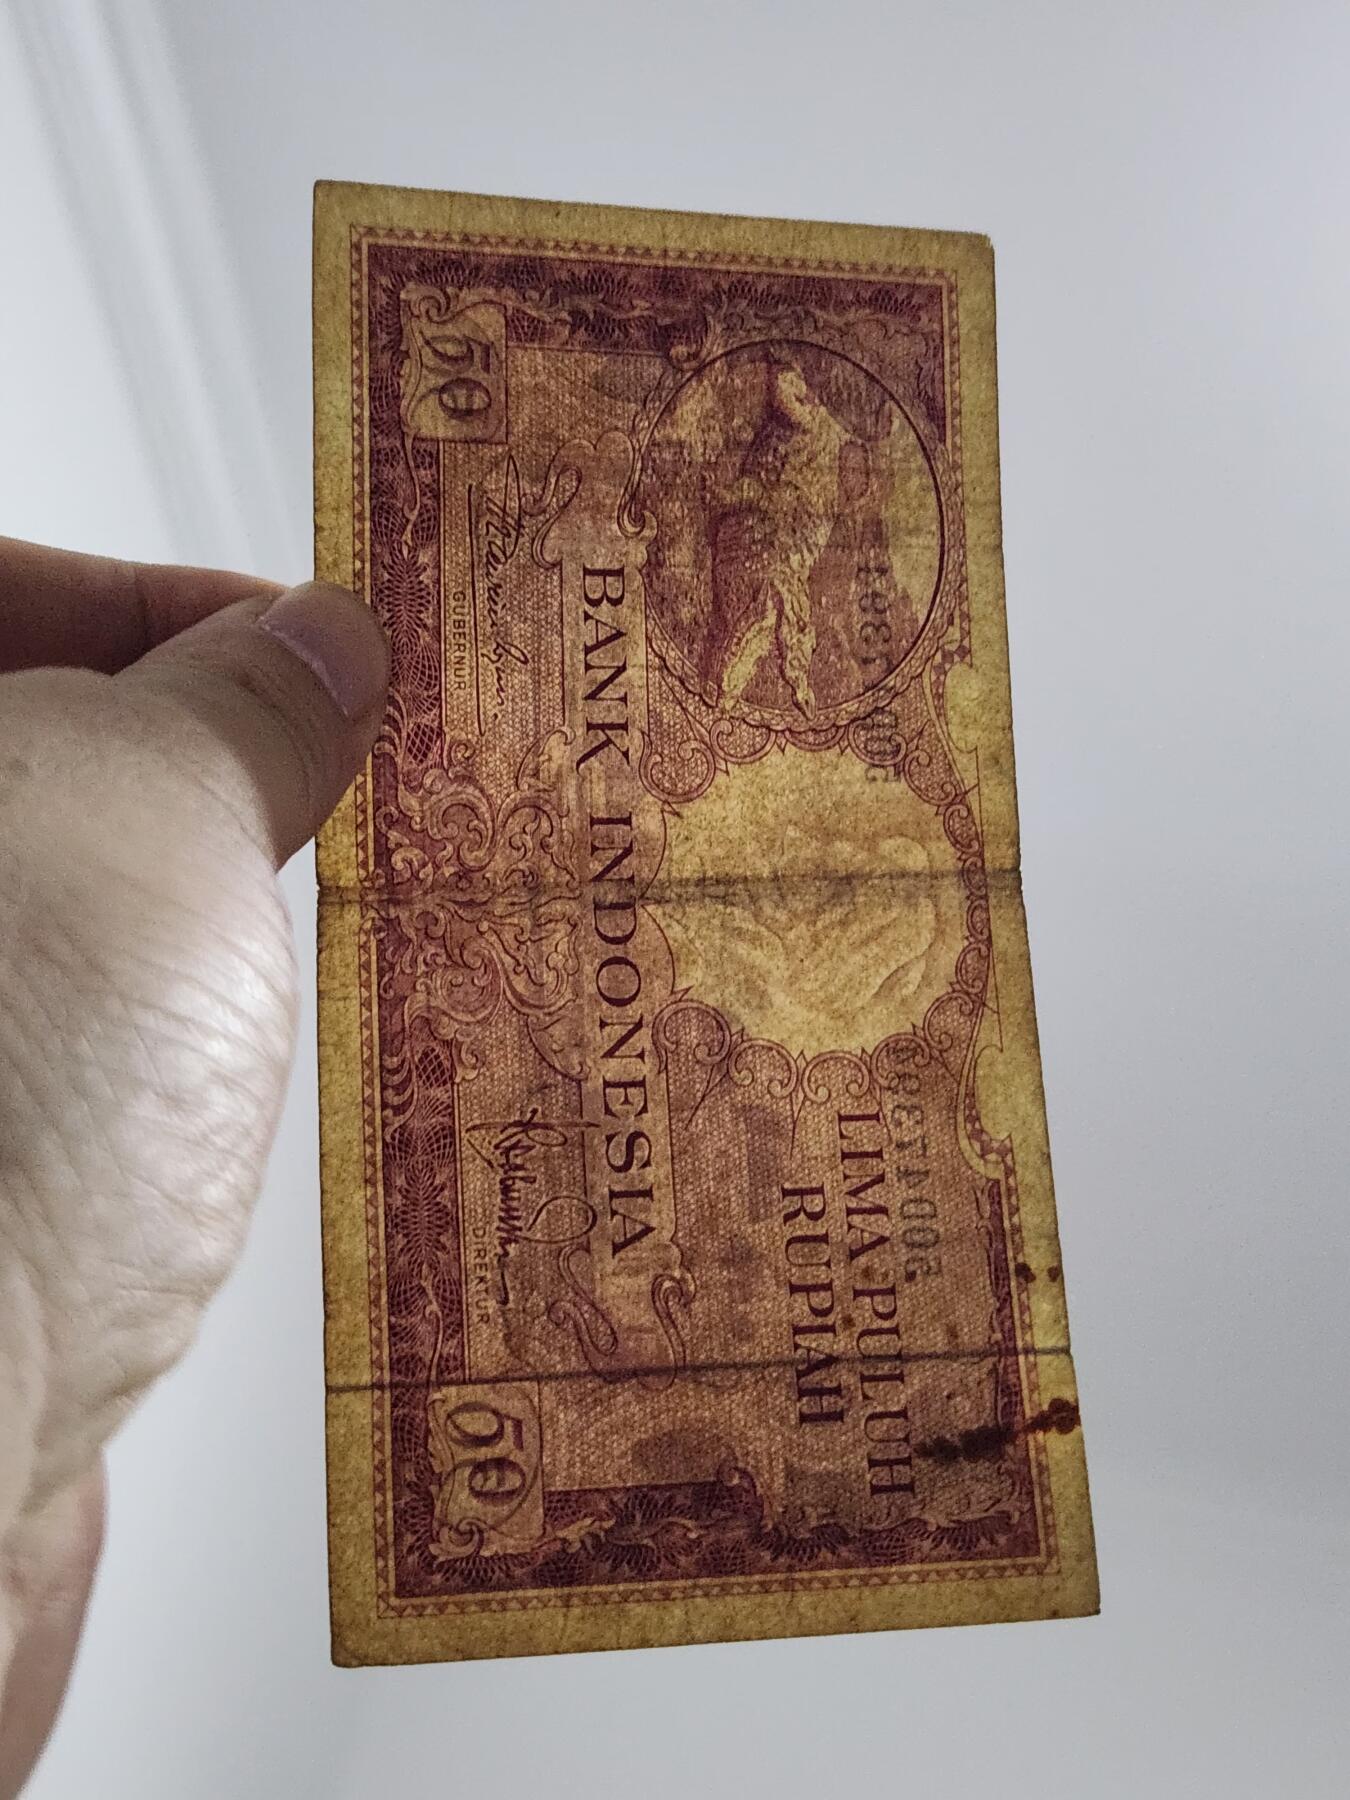 LIMA PULUH
RUPIAH
BANK INDONESIA
GUBERNUR
DIREKTUR
50
50